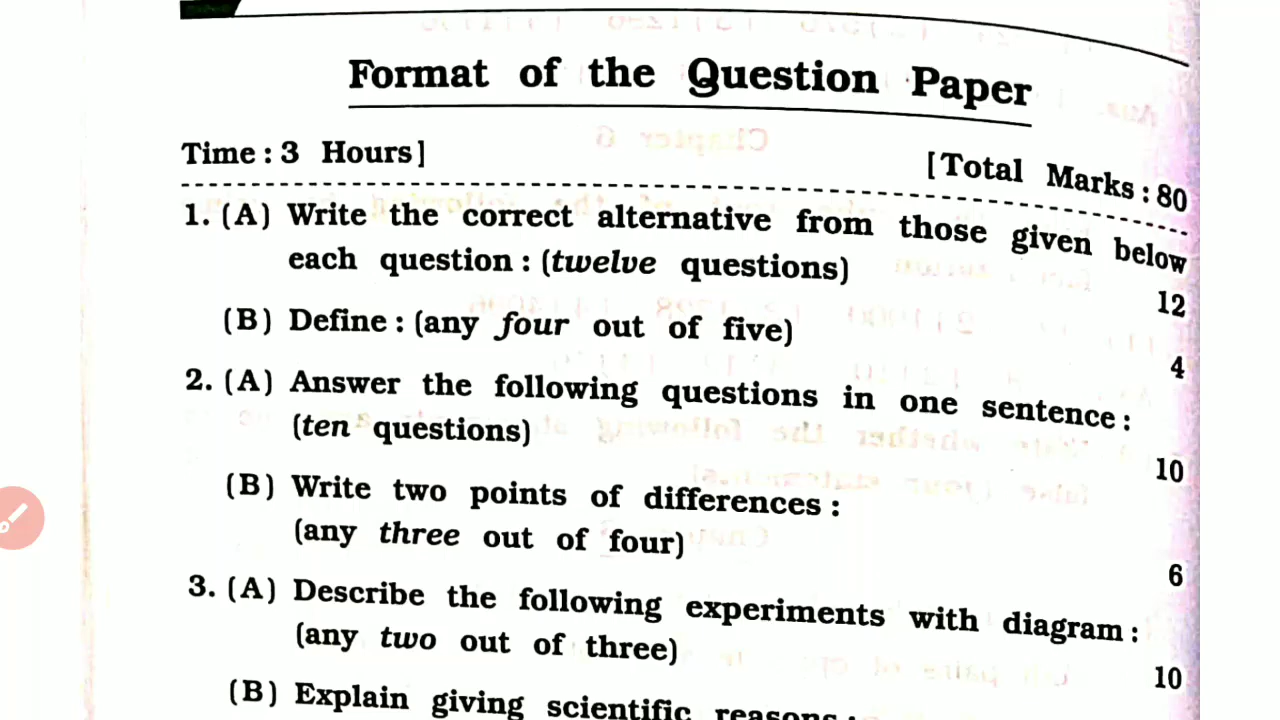 Format of the Question Paper
Time : 3 Hours] [Total Marks : 80
1. (A) Write the correct alternative from those given below
each question : (twelve questions) 12
(B) Define : (any four out of five) 4
2. (A) Answer the following questions in one sentence :
(ten questions) 10
(B) Write two points of differences :
(any three out of four) 6
3. (A) Describe the following experiments with diagram :
(any two out of three) 10
(B) Explain giving scientific reasons :